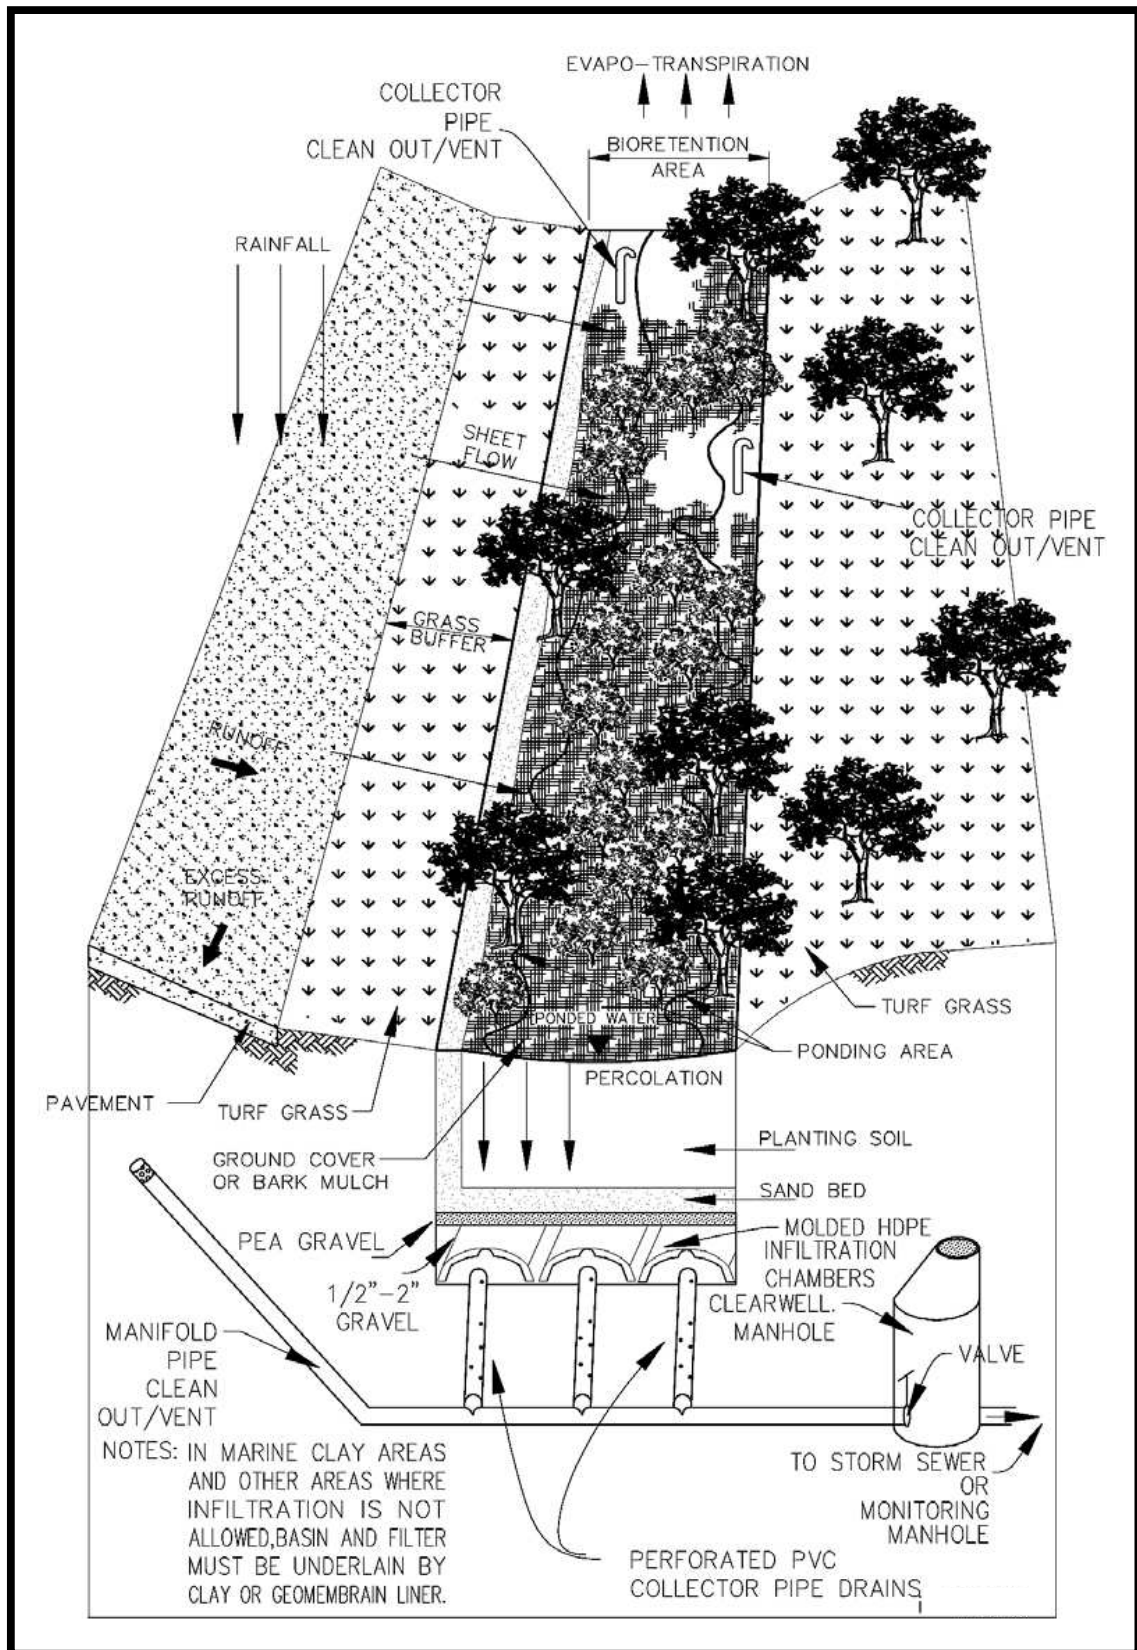 EVAPO-TRANSPIRATION
COLLECTOR
PIPE
CLEAN OUT/VENT
BIORETENTION
AREA
RAINFALL
SHEET
FLOW
COLLECTOR PIPE
CLEAN OUT/VENT
GRASS
BUFFER
RUNOFF
EXCESS
RUNOFF
TURF GRASS
PONDED WATER
PONDING AREA
PERCOLATION
PAVEMENT
TURF GRASS
GROUND COVER
OR BARK MULCH
PLANTING SOIL
SAND BED
PEA GRAVEL
MOLDED HDPE
INFILTRATION
CHAMBERS
1/2"-2"
GRAVEL
CLEARWELL.
MANHOLE
MANIFOLD
PIPE
CLEAN
OUT/VENT
VALVE
TO STORM SEWER
OR
MONITORING
MANHOLE
NOTES: IN MARINE CLAY AREAS
AND OTHER AREAS WHERE
INFILTRATION IS NOT
ALLOWED,BASIN AND FILTER
MUST BE UNDERLAIN BY
CLAY OR GEOMEMBRAIN LINER.
PERFORATED PVC
COLLECTOR PIPE DRAINS